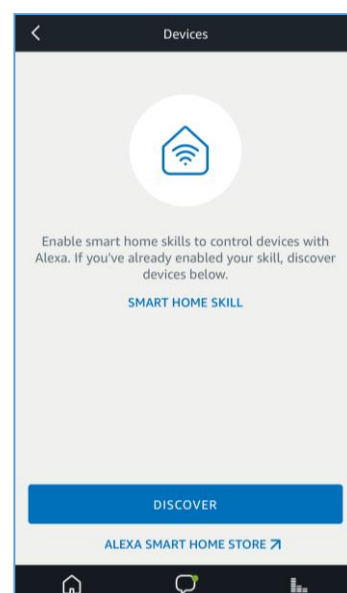 Devices
Enable smart home skills to control devices with
Alexa. If you've already enabled your skill, discover
devices below.
SMART HOME SKILL
DISCOVER
ALEXA SMART HOME STORE